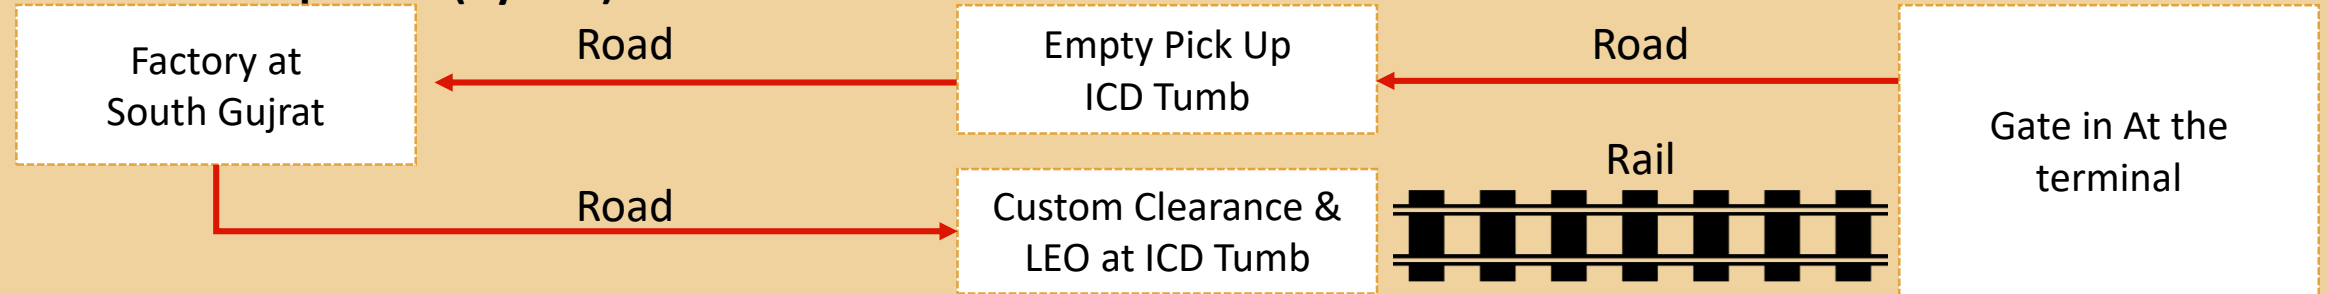 Road
Road
Factory at
South Gujrat
Empty Pick Up
ICD Tumb
Gate in At the
terminal
Rail
Road
Custom Clearance &
LEO at ICD Tumb